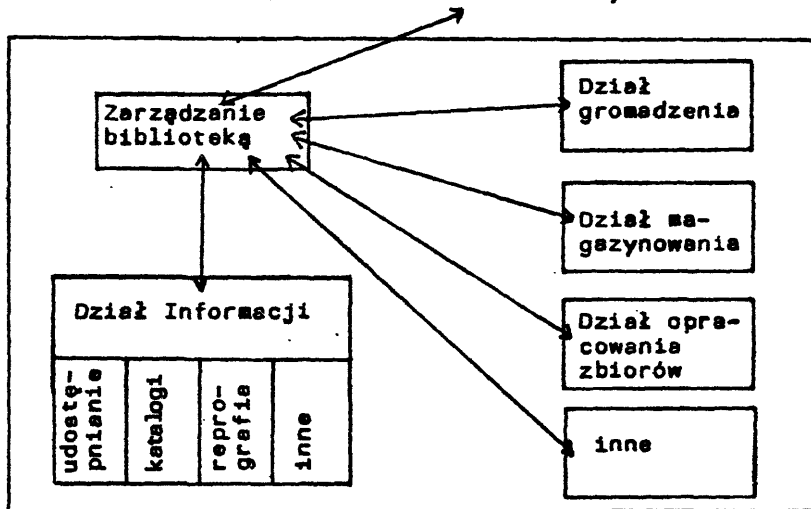 Zarządzanie
biblioteką
Dział
gromadzenia
Dział ma-
gazynowania
Dział opra-
cowania
zbiorów
inne
Dział Informacji
udostę-
pnianie
katalogi
repro-
grafia
inne